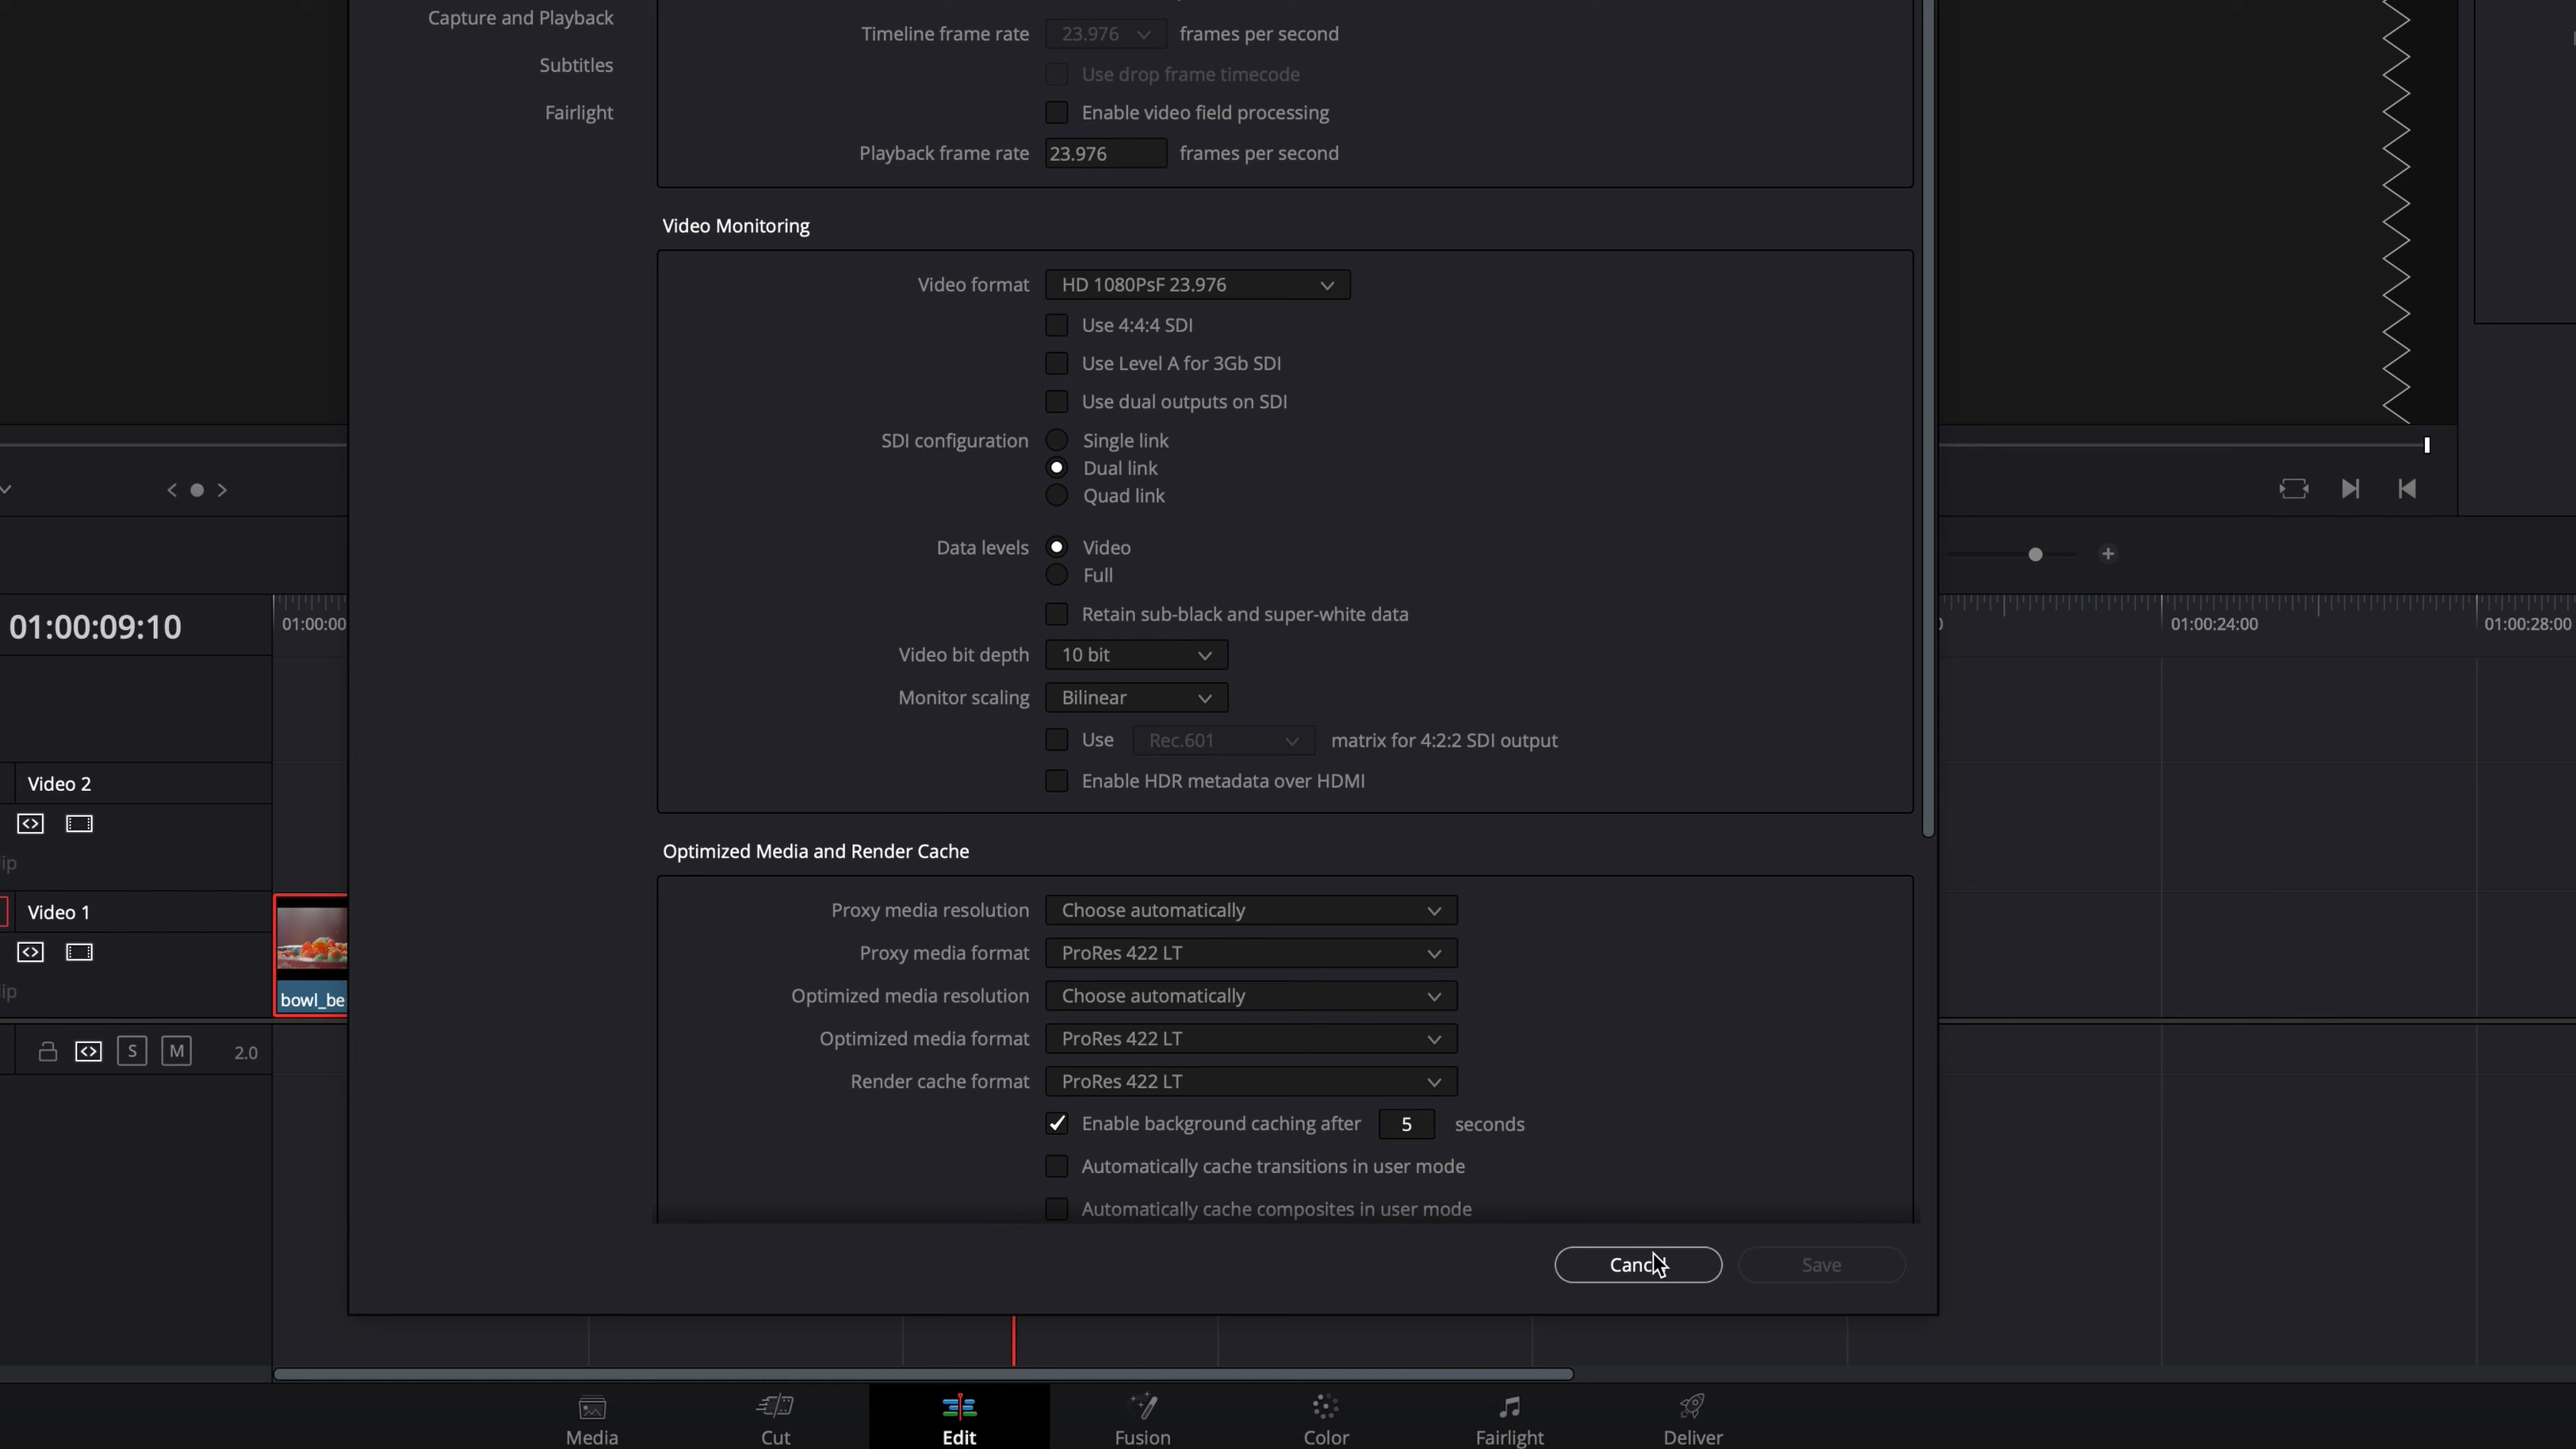 Capture and Playback
Subtitles
Fairlight
Timeline frame rate 23.976 frames per second
Use drop frame timecode
Enable video field processing
Playback frame rate 23.976 frames per second
Video Monitoring
Video format HD 1080PsF 23.976
Use 4:4:4 SDI
Use Level A for 3Gb SDI
Use dual outputs on SDI
SDI configuration Single link
Dual link
Quad link
Data levels Video
Full
Retain sub-black and super-white data
Video bit depth 10 bit
Monitor scaling Bilinear
Use Rec.601 matrix for 4:2:2 SDI output
Enable HDR metadata over HDMI
Optimized Media and Render Cache
Proxy media resolution Choose automatically
Proxy media format ProRes 422 LT
Optimized media resolution Choose automatically
Optimized media format ProRes 422 LT
Render cache format ProRes 422 LT
Enable background caching after 5 seconds
Automatically cache transitions in user mode
Automatically cache composites in user mode
Cancel Save
01:00:09:10
01:00:00
01:00:24:00
01:00:28:00
Video 2
lip
Video 1
lip
bowl_be
S M 2.0
Media Cut Edit Fusion Color Fairlight Deliver